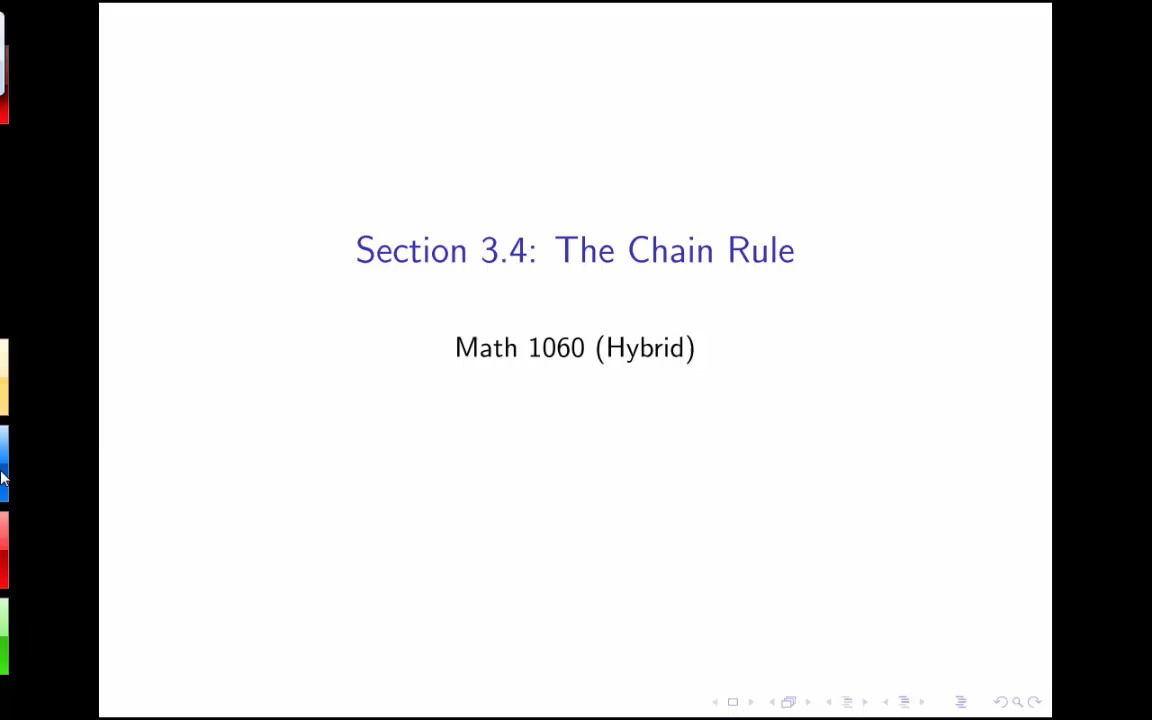 Section 3.4: The Chain Rule
Math 1060 (Hybrid)